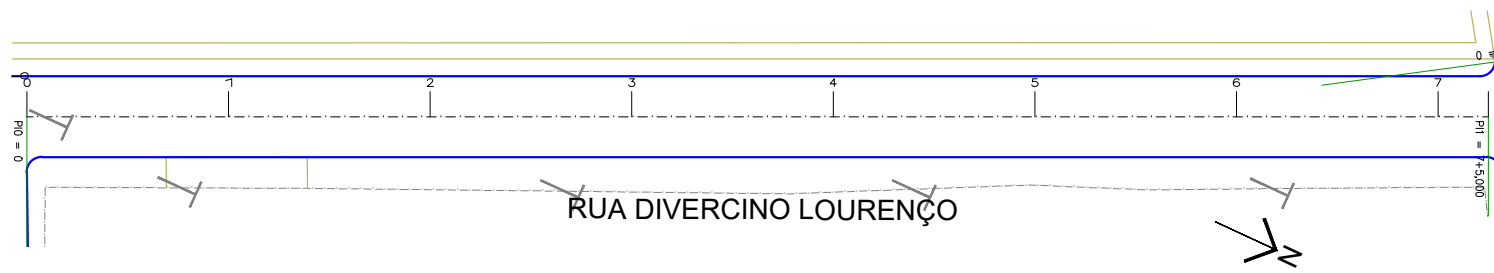 0
0 1 2 3 4 5 6 7
PI0 = 0
PI1 = 7+5,000
RUA DIVERCINO LOURENÇO
N